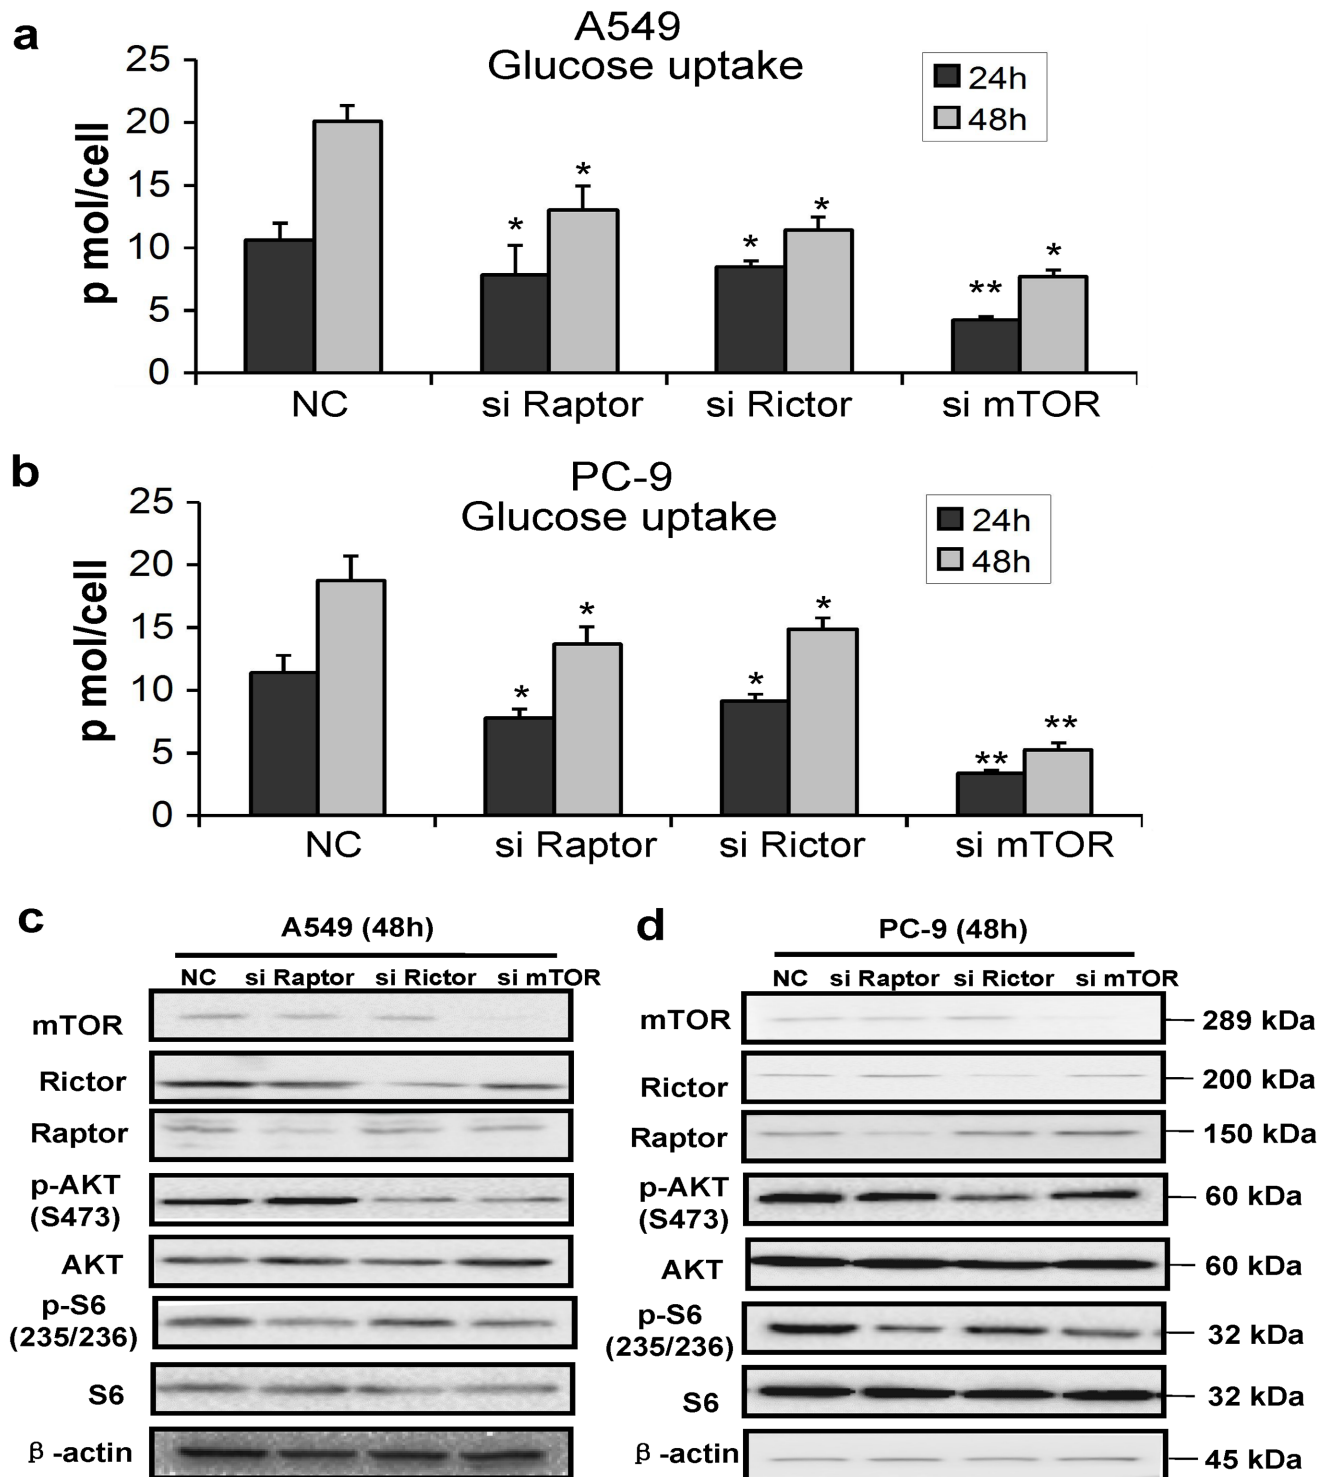 a
A549
Glucose uptake
p mol/cell
25
20
15
10
5
0
24h
48h
* * * * ** *
NC si Raptor si Rictor si mTOR
b
PC-9
Glucose uptake
p mol/cell
25
20
15
10
5
0
24h
48h
* * * * ** **
NC si Raptor si Rictor si mTOR
c
A549 (48h)
NC si Raptor si Rictor si mTOR
mTOR
Rictor
Raptor
p-AKT
(S473)
AKT
p-S6
(235/236)
S6
β -actin
d
PC-9 (48h)
NC si Raptor si Rictor si mTOR
mTOR 289 kDa
Rictor 200 kDa
Raptor 150 kDa
p-AKT
(S473) 60 kDa
AKT 60 kDa
p-S6
(235/236) 32 kDa
S6 32 kDa
β -actin 45 kDa